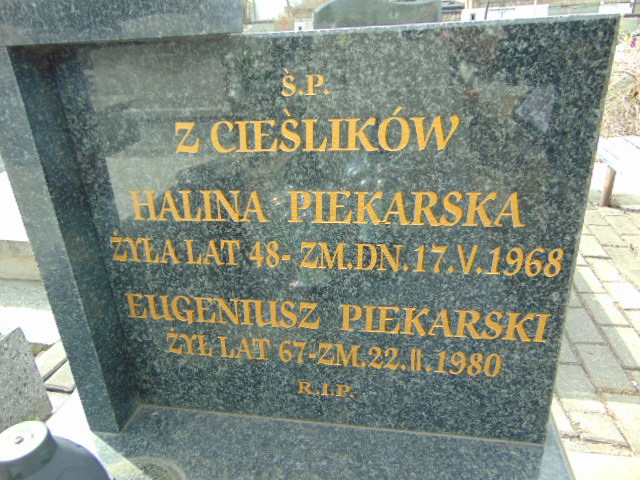 Ś.P.
Z CIEŚLIKÓW
HALINA PIEKARSKA
ŻYŁA LAT 48- ZM.DN.17.V.1968
EUGENIUSZ PIEKARSKI
ŻYŁ LAT 67-ZM.22.II.1980
R.I.P.